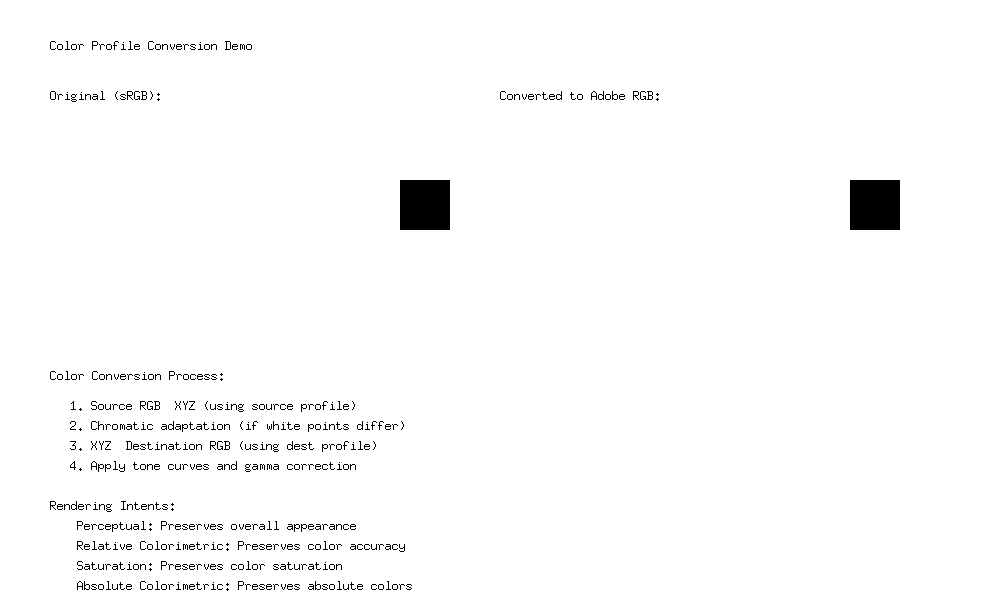 Color Profile Conversion Demo
Original (sRGB):
Converted to Adobe RGB:
Color Conversion Process:
1. Source RGB  XYZ (using source profile)
2. Chromatic adaptation (if white points differ)
3. XYZ  Destination RGB (using dest profile)
4. Apply tone curves and gamma correction
Rendering Intents:
Perceptual: Preserves overall appearance
Relative Colorimetric: Preserves color accuracy
Saturation: Preserves color saturation
Absolute Colorimetric: Preserves absolute colors